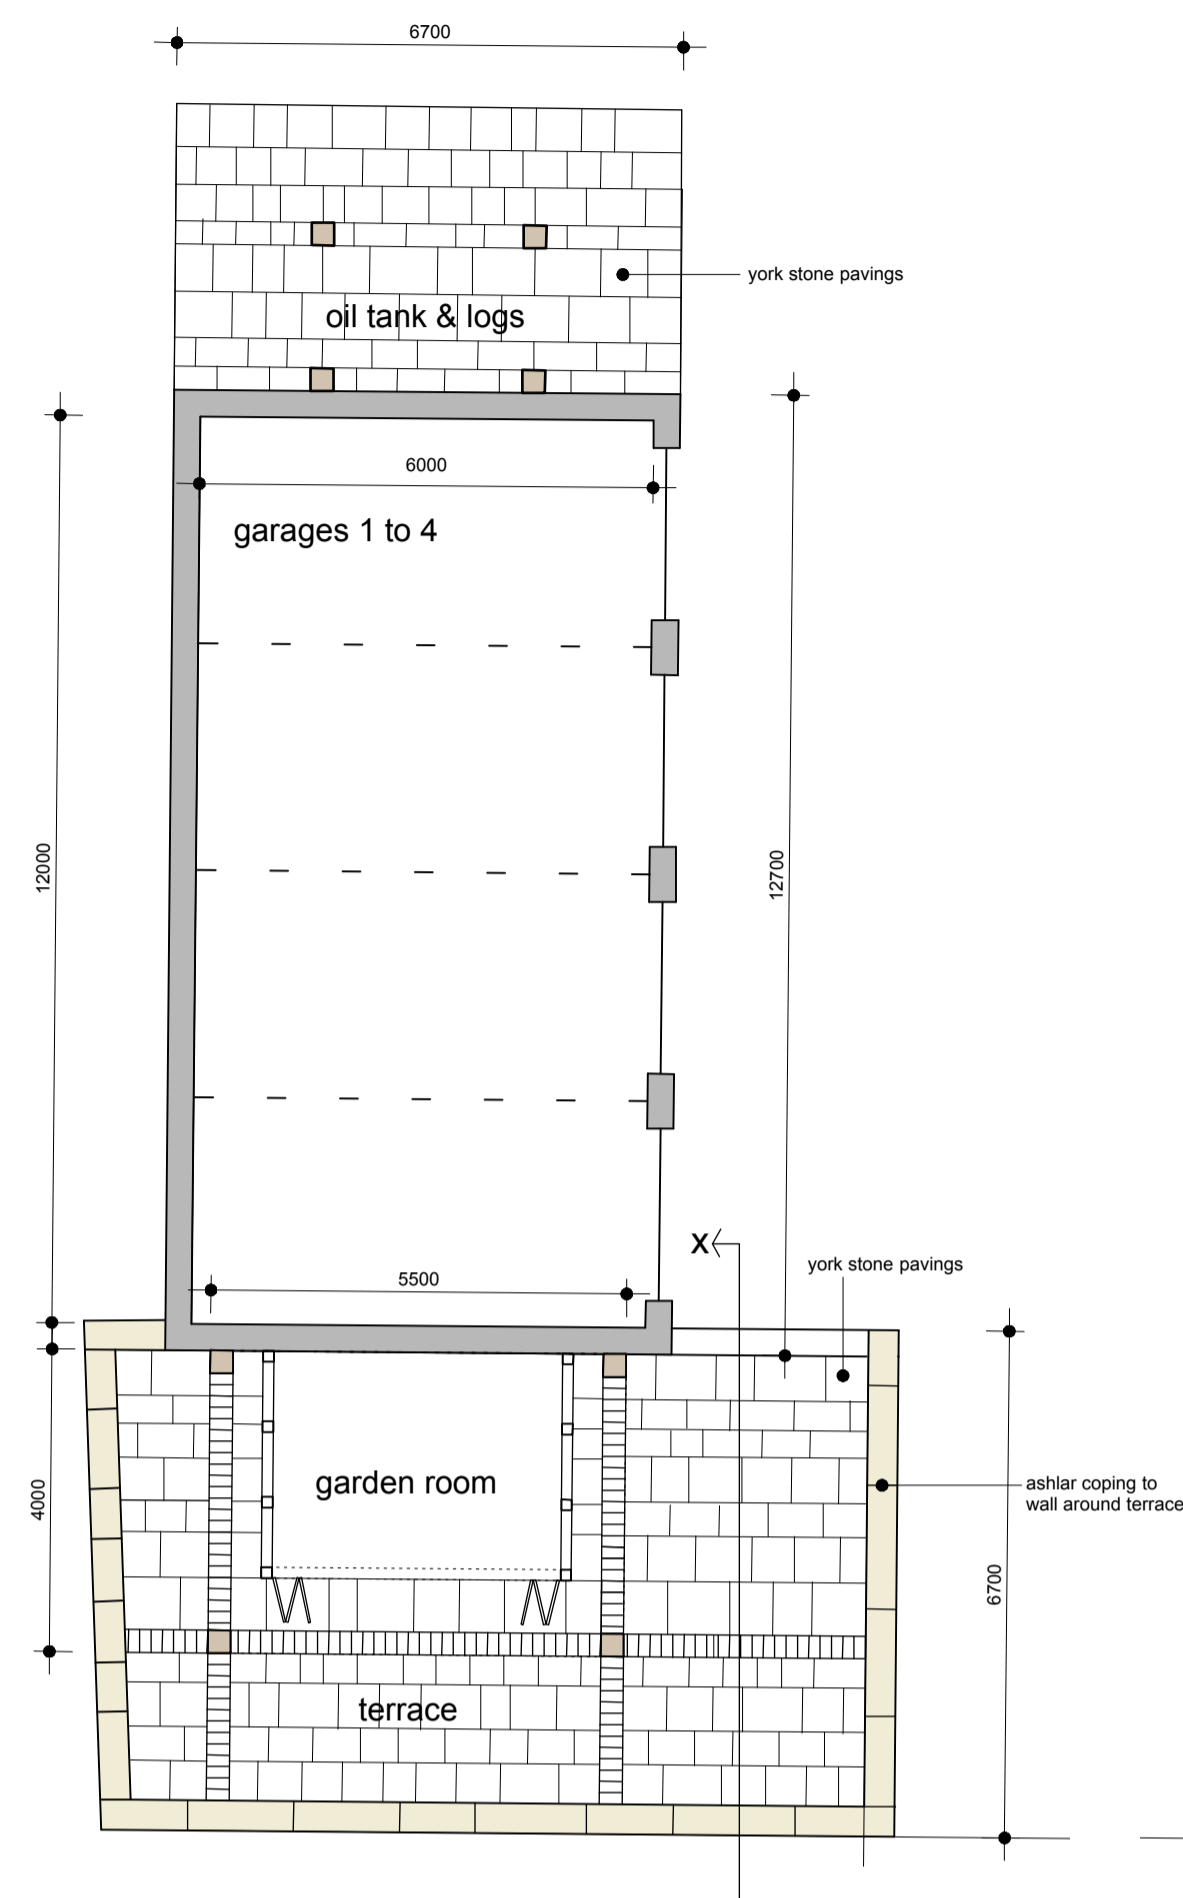 6700
york stone pavings
oil tank & logs
6000
garages 1 to 4
12000
12700
X
york stone pavings
5500
garden room
4000
ashlar coping to
wall around terrace
6700
terrace